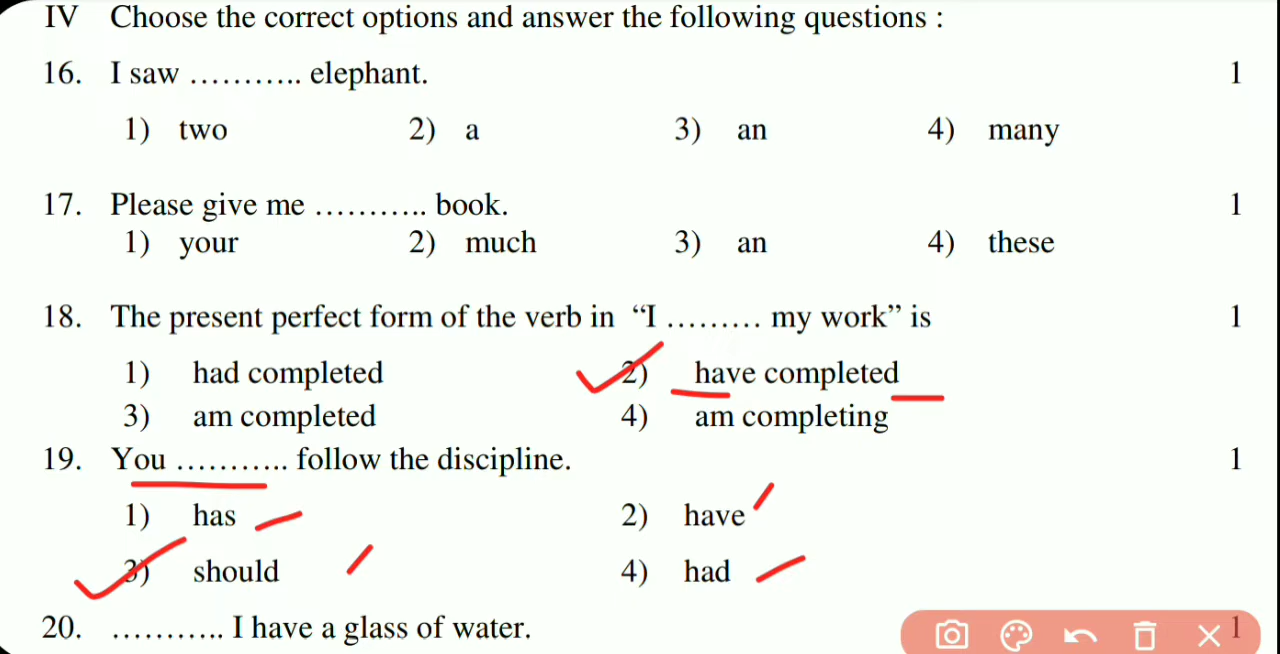 IV Choose the correct options and answer the following questions :
16. I saw ……….. elephant. 1
1) two 2) a 3) an 4) many
17. Please give me ……….. book. 1
1) your 2) much 3) an 4) these
18. The present perfect form of the verb in “I ……… my work” is 1
1) had completed 2) have completed
3) am completed 4) am completing
19. You ……….. follow the discipline. 1
1) has 2) have
3) should 4) had
20. ……….. I have a glass of water. 1